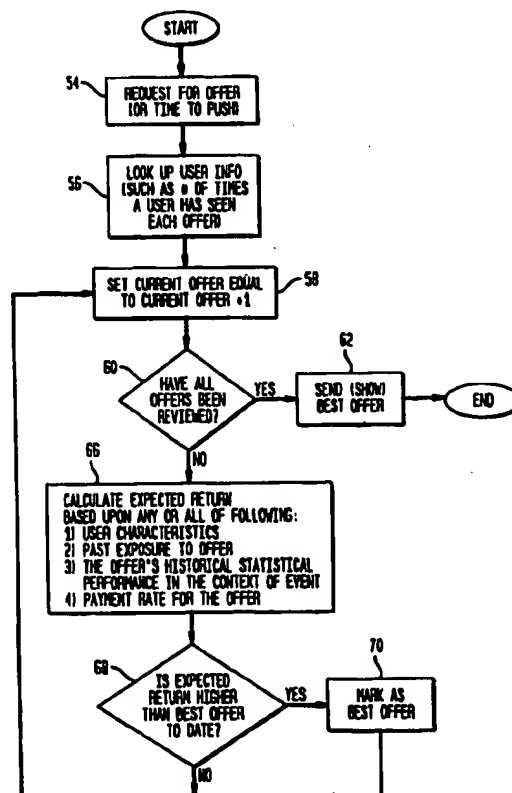 START
54
REQUEST FOR OFFER
(OR TIME TO PUSH)
56
LOOK UP USER INFO
(SUCH AS # OF TIMES
A USER HAS SEEN
EACH OFFER)
SET CURRENT OFFER EQUAL
TO CURRENT OFFER +1
58
60
HAVE ALL
OFFERS BEEN
REVIEWED?
YES
62
SEND (SHOW)
BEST OFFER
END
NO
66
CALCULATE EXPECTED RETURN
BASED UPON ANY OR ALL OF FOLLOWING:
1) USER CHARACTERISTICS
2) PAST EXPOSURE TO OFFER
3) THE OFFER'S HISTORICAL STATISTICAL
PERFORMANCE IN THE CONTEXT OF EVENT
4) PAYMENT RATE FOR THE OFFER
68
IS EXPECTED
RETURN HIGHER
THAN BEST OFFER
TO DATE?
YES
70
MARK AS
BEST OFFER
NO